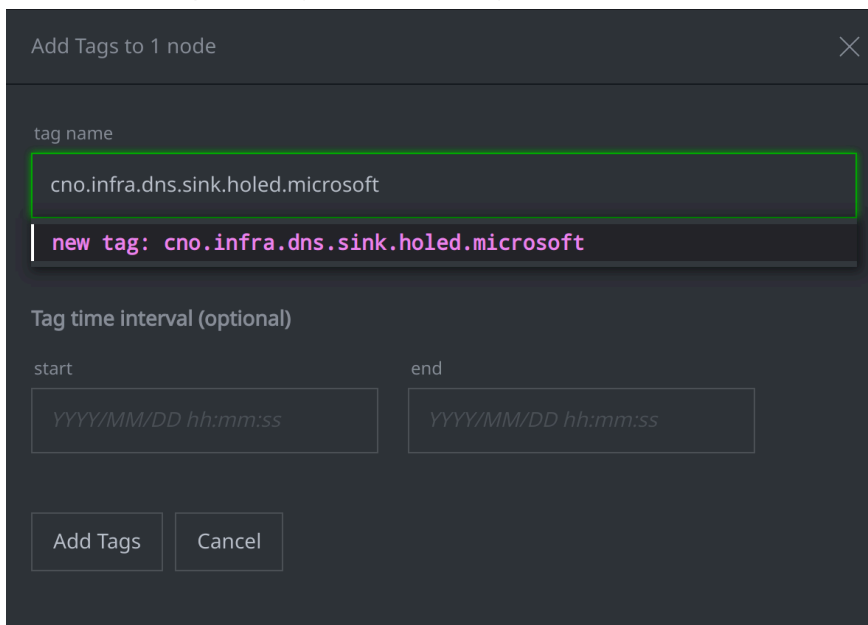 Add Tags to 1 node
tag name
cno.infra.dns.sink.holed.microsoft
new tag: cno.infra.dns.sink.holed.microsoft
Tag time interval (optional)
start end
YYYY/MM/DD hh:mm:ss YYYY/MM/DD hh:mm:ss
Add Tags Cancel